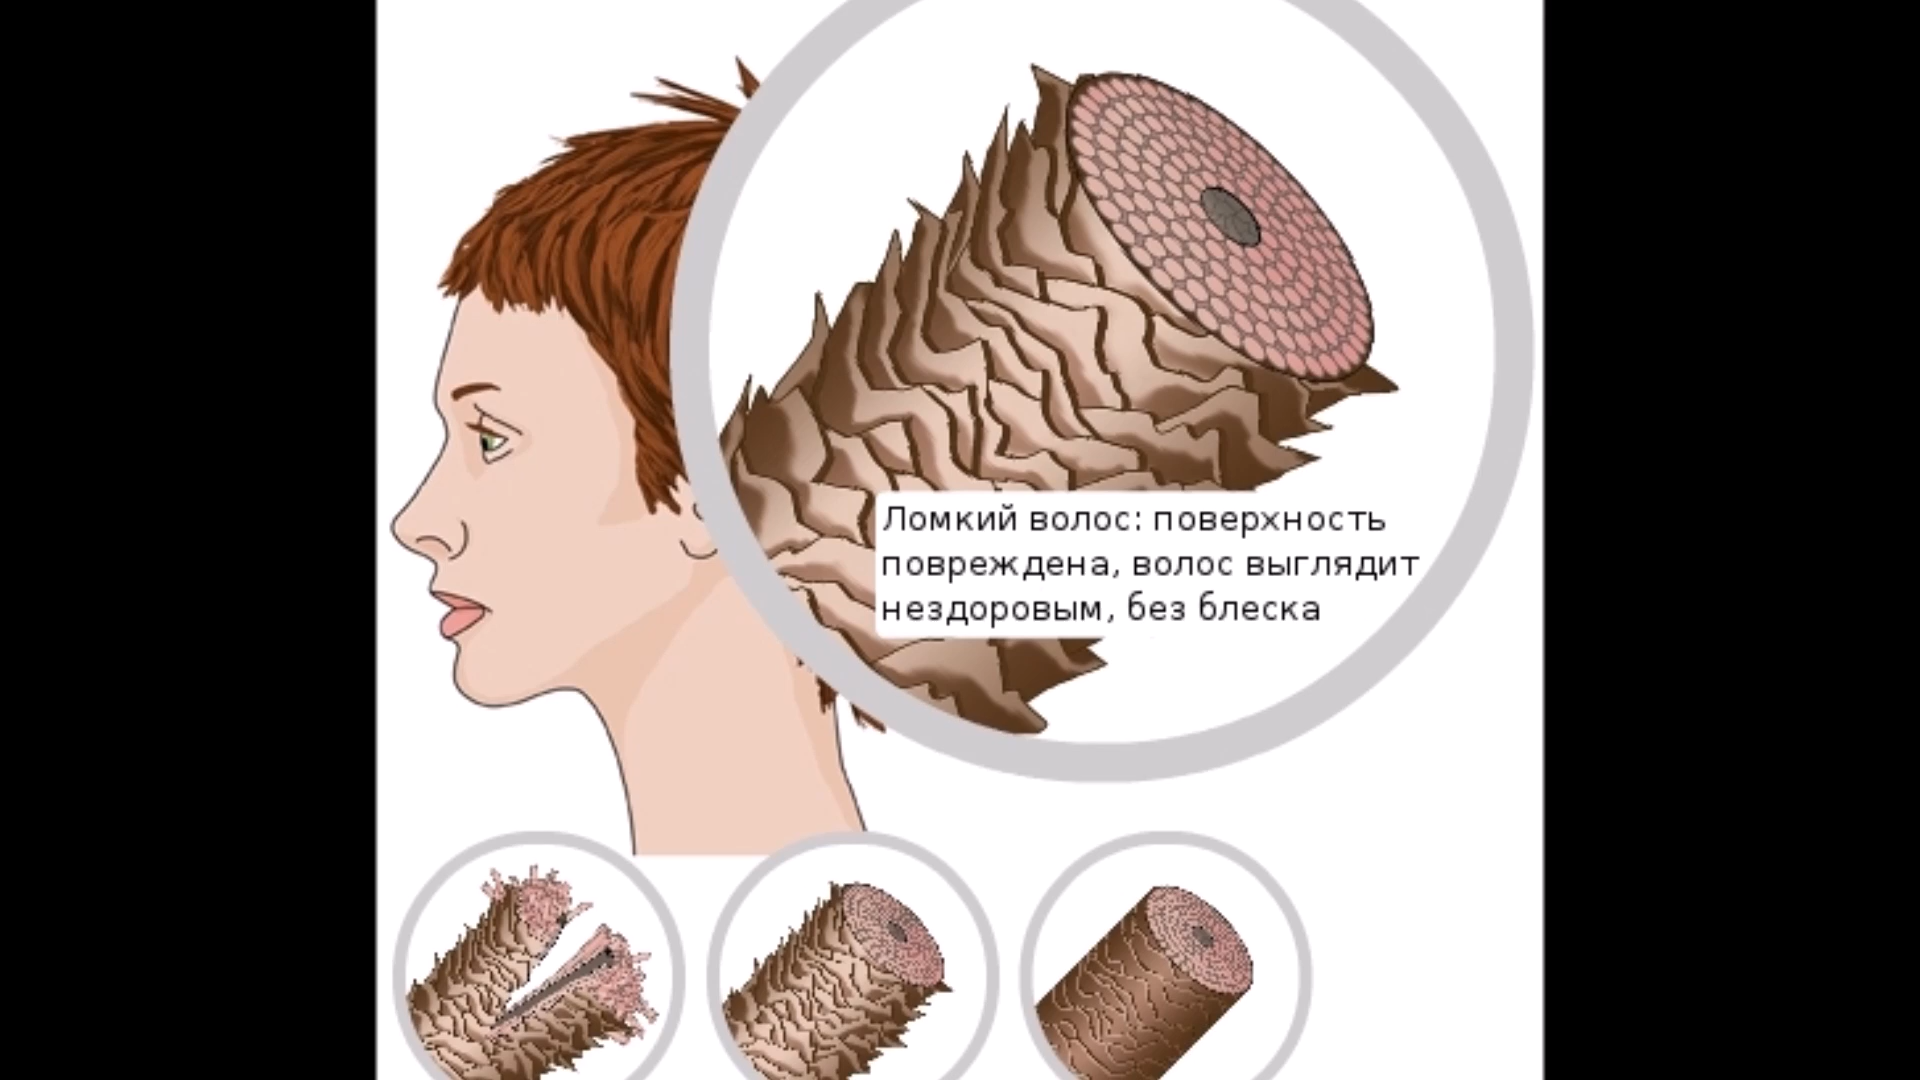 Ломкий волос: поверхность
повреждена, волос выглядит
нездоровым, без блеска